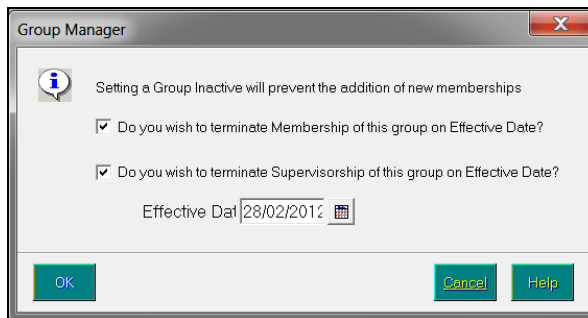 Group Manager
Setting a Group Inactive will prevent the addition of new memberships
Do you wish to terminate Membership of this group on Effective Date?
Do you wish to terminate Supervisorship of this group on Effective Date?
Effective Dat 28/02/2012
OK Cancel Help